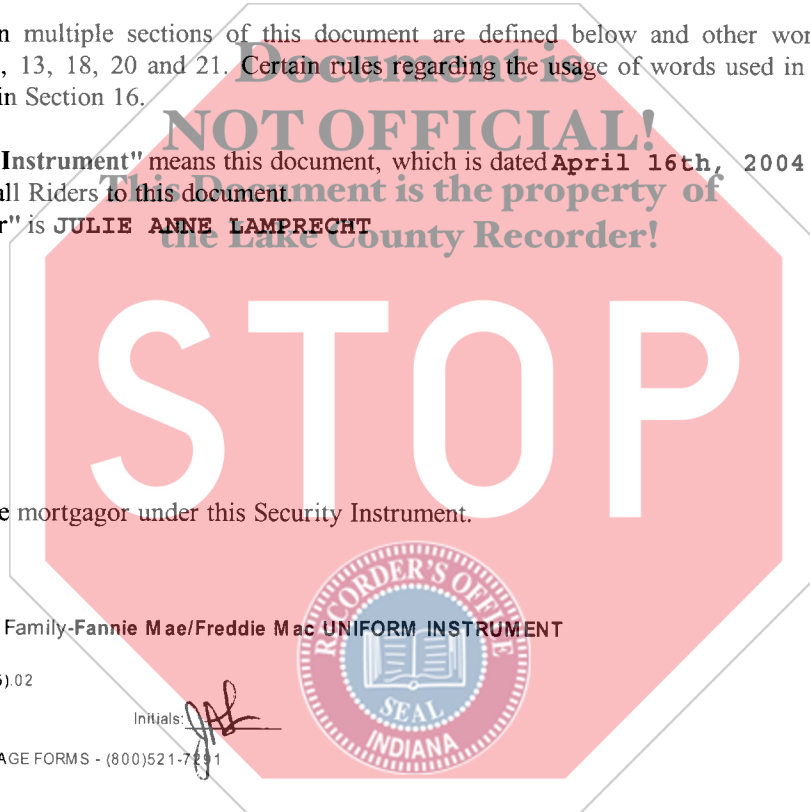 n multiple sections of this document are defined below and other wor
, 13, 18, 20 and 21. Certain rules regarding the usage of words used in
in Section 16.
Document is
NOT OFFICIAL!
Instrument" means this document, which is dated April 16th, 2004
all Riders to this document.
This Document is the property of
r" is JULIE ANNE LAMPRECHT
the Lake County Recorder!
STOP
e mortgagor under this Security Instrument.
RECORDER'S OFFICE
Family-Fannie Mae/Freddie Mac UNIFORM INSTRUMENT
).02
SEAL
INDIANA
Initials: JAL
AGE FORMS - (800)521-7291